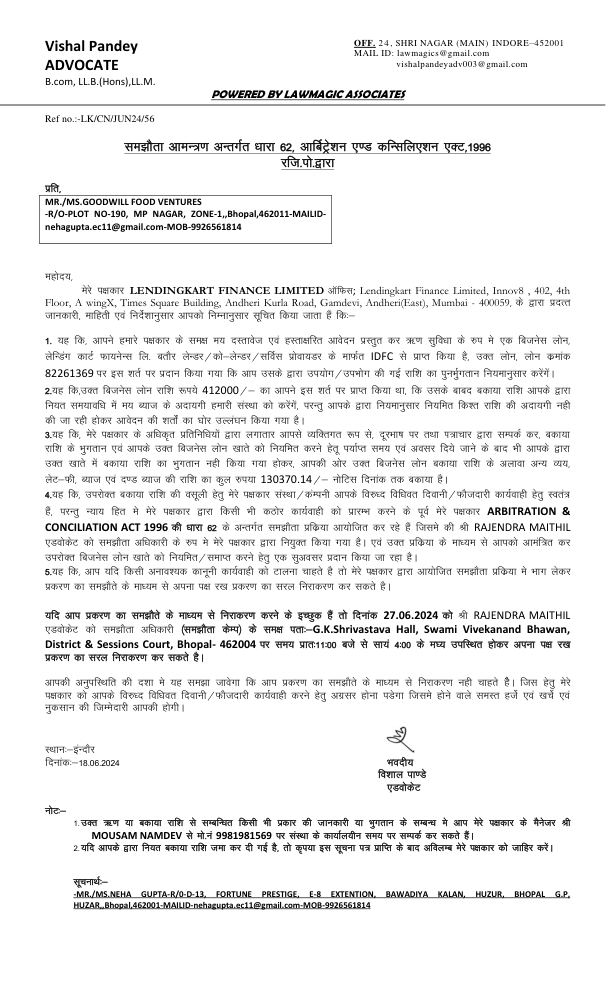 Vishal Pandey
ADVOCATE
B.com, LL.B.(Hons),LL.M.
OFF. 24, SHRI NAGAR (MAIN) INDORE–452001
MAIL ID: lawmagics@gmail.com
vishalpandeyadv003@gmail.com
POWERED BY LAWMAGIC ASSOCIATES
Ref no.:-LK/CN/JUN24/56
समझौता आमन्त्रण अन्तर्गत धारा 62, आर्बिट्रेशन एण्ड कन्सिलिएशन एक्ट,1996
रजि.पो.द्वारा
प्रति,
MR./MS.GOODWILL FOOD VENTURES
-R/O-PLOT NO-190, MP NAGAR, ZONE-1,,Bhopal,462011-MAILID-
nehagupta.ec11@gmail.com-MOB-9926561814
महोदय,
मेरे पक्षकार LENDINGKART FINANCE LIMITED ऑफिस; Lendingkart Finance Limited, Innov8 , 402, 4th
Floor, A wingX, Times Square Building, Andheri Kurla Road, Gamdevi, Andheri(East), Mumbai - 400059, के द्वारा प्रदत्त
जानकारी, माहिती एवं निर्देशानुसार आपको निम्नानुसार सूचित किया जाता हैं कि:–
1. यह कि, आपने हमारे पक्षकार के समक्ष मय दस्तावेज एवं हस्ताक्षरित आवेदन प्रस्तुत कर ऋण सुविधा के रुप मे एक बिजनेस लोन,
लेन्डिंग कार्ट फायनेन्स लि. बतौर लेन्डर/को–लेन्डर/सर्विस प्रोवायडर के मार्फत IDFC से प्राप्त किया है, उक्त लोन, लोन क्रमांक
82261369 पर इस शर्त पर प्रदान किया गया कि आप उसके द्वारा उपयोग/उपभोग की गई राशि का पुनर्भुगतान नियमानुसार करेगें।
2.यह कि,उक्त बिजनेस लोन राशि रूपये 412000/– का आपने इस शर्त पर प्राप्त किया था, कि उसके बाबद बकाया राशि आपके द्वारा
नियत समयावधि में मय ब्याज के अदायगी हमारी संस्था को करेंगें, परन्तु आपके द्वारा नियमानुसार नियमित किश्त राशि की अदायगी नही
की जा रही होकर आवेदन की शर्तों का घोर उल्लंघन किया गया है।
3.यह कि, मेरे पक्षकार के अधिकृत प्रतिनिधियों द्वारा लगातार आपसे व्यक्तिगत रूप से, दूरभाष पर तथा पत्राचार द्वारा सम्पर्क कर, बकाया
राशि के भुगतान एवं आपके उक्त बिजनेस लोन खाते को नियमित करने हेतू पर्याप्त समय एवं अवसर दिये जाने के बाद भी आपके द्वारा
उक्त खाते में बकाया राशि का भुगतान नही किया गया होकर, आपकी ओर उक्त बिजनेस लोन बकाया राशि के अलावा अन्य व्यय,
लेट–फी, ब्याज एवं दण्ड ब्याज की राशि का कुल रुपया 130370.14/– नोटिस दिनांक तक बकाया है।
4.यह कि, उपरोक्त बकाया राशि की वसूली हेतु मेरे पक्षकार संस्था/कंम्पनी आपके विरुध्द विधिवत दिवानी/फौजदारी कार्यवाही हेतु स्वतंत्र
हैं, परन्तु न्याय हित मे मेरे पक्षकार द्वारा किसी भी कठोर कार्यवाही को प्रारम्भ करने के पूर्व मेरे पक्षकार ARBITRATION &
CONCILIATION ACT 1996 की धारा 62 के अन्तर्गत समझौता प्रक्रिया आयोजित कर रहे हैं जिसमे की श्री RAJENDRA MAITHIL
एडवोकेट को समझौता अधिकारी के रुप मे मेरे पक्षकार द्वारा नियुक्त किया गया है। एवं उक्त प्रक्रिया के माध्यम से आपको आमंत्रित कर
उपरोक्त बिजनेस लोन खाते को नियमित/समाप्त करने हेतु एक सुअवसर प्रदान किया जा रहा है।
5.यह कि, आप यदि किसी अनावश्यक कानूनी कार्यवाही को टालना चाहते है तो मेरे पक्षकार द्वारा आयोजित समझौता प्रक्रिया मे भाग लेकर
प्रकरण का समझौते के माध्यम से अपना पक्ष रख प्रकरण का सरल निराकरण कर सकते है।
यदि आप प्रकरण का समझौते के माध्यम से निराकरण करने के इच्छुक हैं तो दिनांक 27.06.2024 को श्री RAJENDRA MAITHIL
एडवोकेट को समझौता अधिकारी (समझौता केम्प) के समक्ष पताः–G.K.Shrivastava Hall, Swami Vivekanand Bhawan,
District & Sessions Court, Bhopal- 462004 पर समय प्रातः11:00 बजे से सायं 4:00 के मघ्य उपस्थित होकर अपना पक्ष रख
प्रकरण का सरल निराकरण कर सकते है।
आपकी अनुपस्थिति की दशा मे यह समझा जावेगा कि आप प्रकरण का समझौते के माध्यम से निराकरण नही चाहते है। जिस हेतु मेरे
पक्षकार को आपके विरुध्द विधिवत दिवानी/फौजदारी कार्यवाही करने हेतु अग्रसर होना पडेगा जिसमे होने वाले समस्त हर्जे एवं खर्चे एवं
नुकसान की जिम्मेदारी आपकी होगी।
स्थानः–इंन्दौर
दिनांकः–18.06.2024
भवदीय
विशाल पाण्डे
एडवोकेट
नोटः–
1.उक्त ऋण या बकाया राशि से सम्बन्धित किसी भी प्रकार की जानकारी या भुगतान के सम्बन्ध मे आप मेरे पक्षकार के मैनेजर श्री
MOUSAM NAMDEV से मो.नं 9981981569 पर संस्था के कार्यालयीन समय पर सम्पर्क कर सकते हैं।
2.यदि आपके द्वारा नियत बकाया राशि जमा कर दी गई है, तो कृपया इस सूचना पत्र प्राप्ति के बाद अविलम्ब मेरे पक्षकार को जाहिर करें।
सूचनार्थः–
-MR./MS.NEHA GUPTA-R/0-D-13, FORTUNE PRESTIGE, E-8 EXTENTION, BAWADIYA KALAN, HUZUR, BHOPAL G.P,
HUZAR,,Bhopal,462001-MAILID-nehagupta.ec11@gmail.com-MOB-9926561814